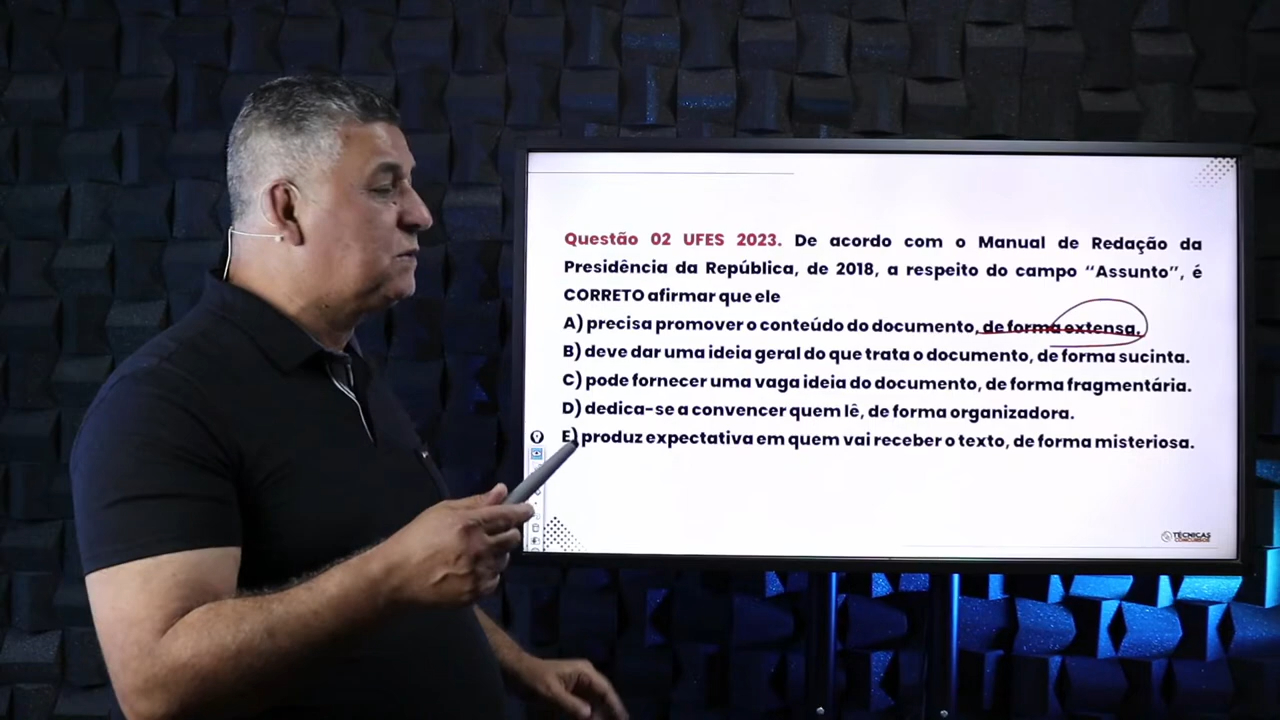 Questão 02 UFES 2023. De acordo com o Manual de Redação da
Presidência da República, de 2018, a respeito do campo “Assunto”, é
CORRETO afirmar que ele
A) precisa promover o conteúdo do documento, de forma extensa.
B) deve dar uma ideia geral do que trata o documento, de forma sucinta.
C) pode fornecer uma vaga ideia do documento, de forma fragmentária.
D) dedica-se a convencer quem lê, de forma organizadora.
E) produz expectativa em quem vai receber o texto, de forma misteriosa.
TÉCNICAS
CONCURSOS